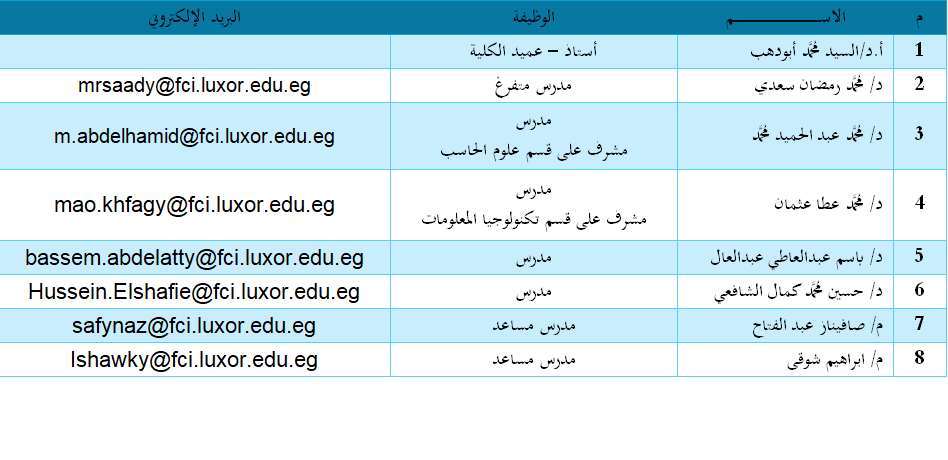 م الاســـــــــــــم الوظيفة البريد الإلكتروني
1 أ.د/السيد محمد أبودهب أستاذ – عميد الكلية
2 د/ محمد رمضان سعدي مدرس متفرغ mrsaady@fci.luxor.edu.eg
3 د/ محمد عبد الحميد محمد مدرس m.abdelhamid@fci.luxor.edu.eg
مشرف على قسم علوم الحاسب
4 د/ محمد عطا عثمان مدرس mao.khfagy@fci.luxor.edu.eg
مشرف على قسم تكنولوجيا المعلومات
5 د/ باسم عبدالعاطي عبدالعال مدرس bassem.abdelatty@fci.luxor.edu.eg
6 د/ حسين محمد كمال الشافعي مدرس Hussein.Elshafie@fci.luxor.edu.eg
7 م/ صافيناز عبد الفتاح مدرس مساعد safynaz@fci.luxor.edu.eg
8 م/ ابراهيم شوقى مدرس مساعد Ishawky@fci.luxor.edu.eg